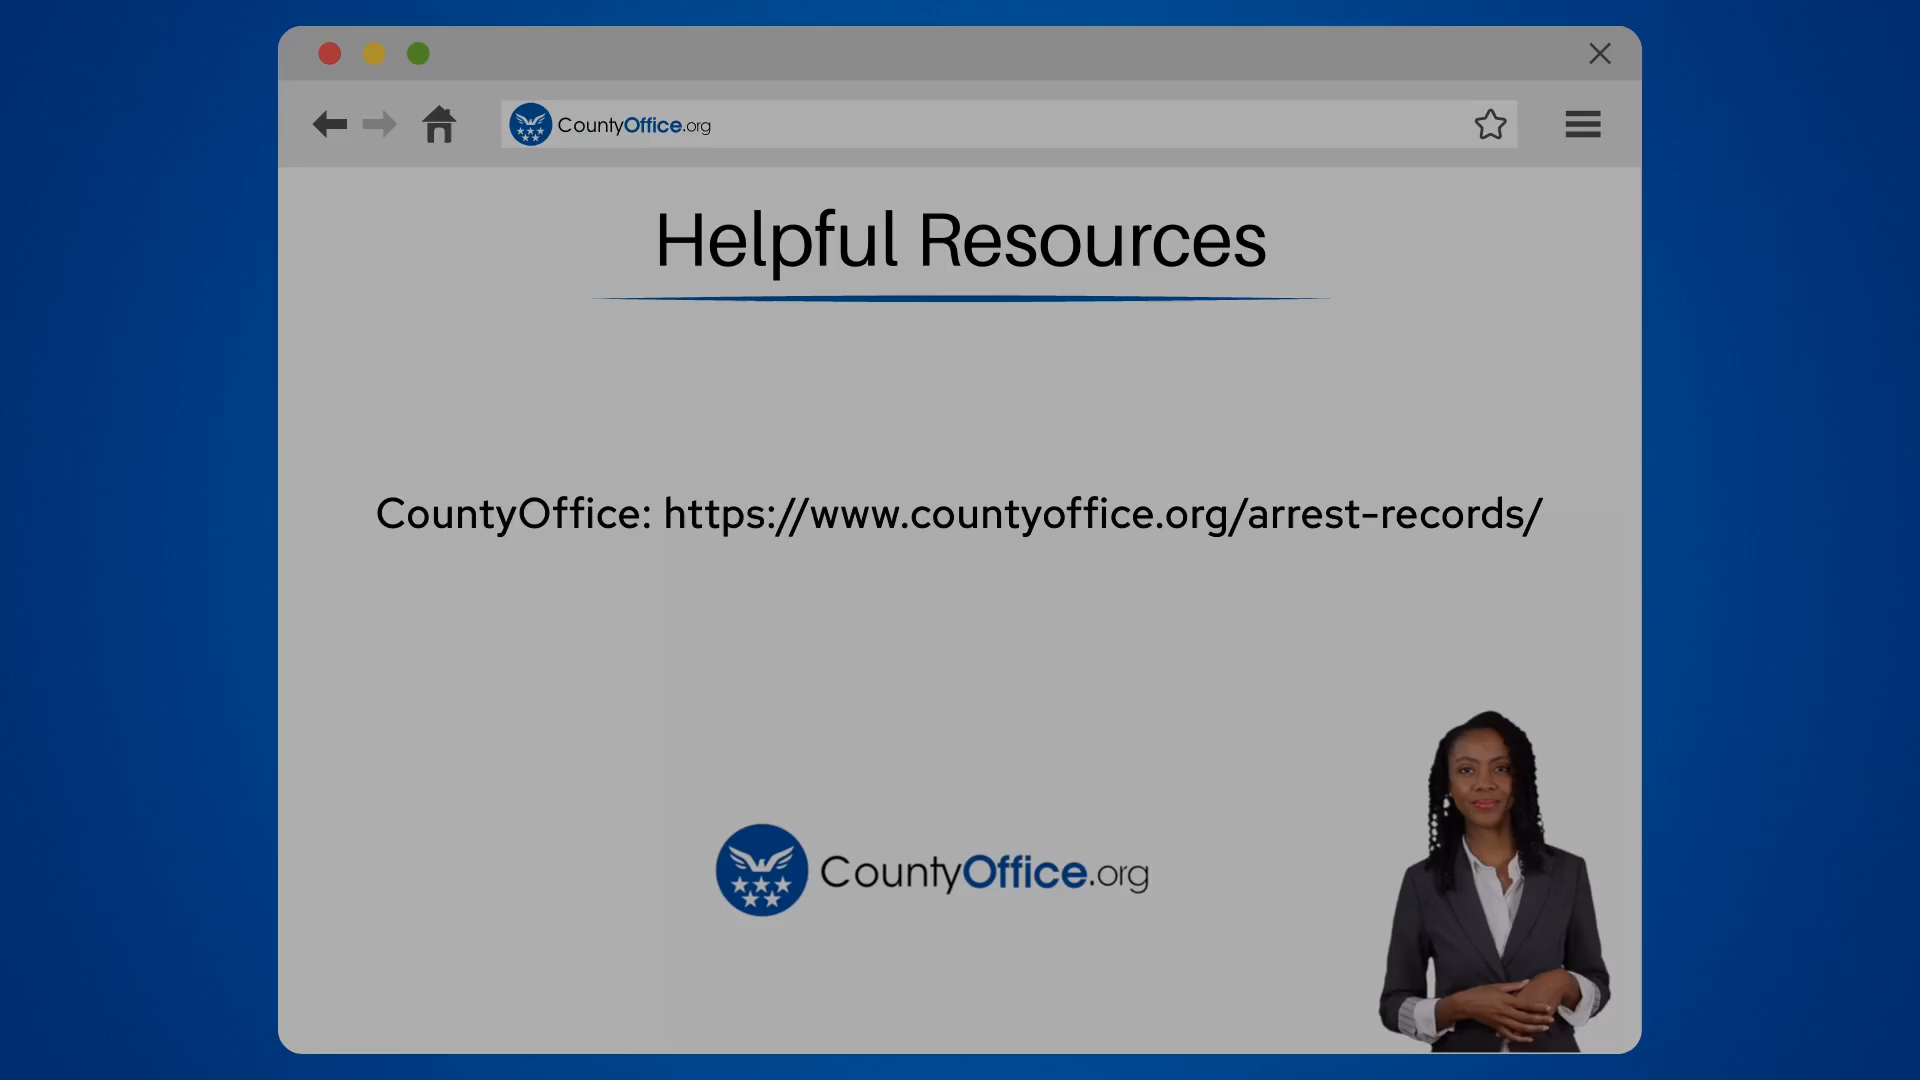 CountyOffice.org
Helpful Resources
CountyOffice: https://www.countyoffice.org/arrest-records/
CountyOffice.org